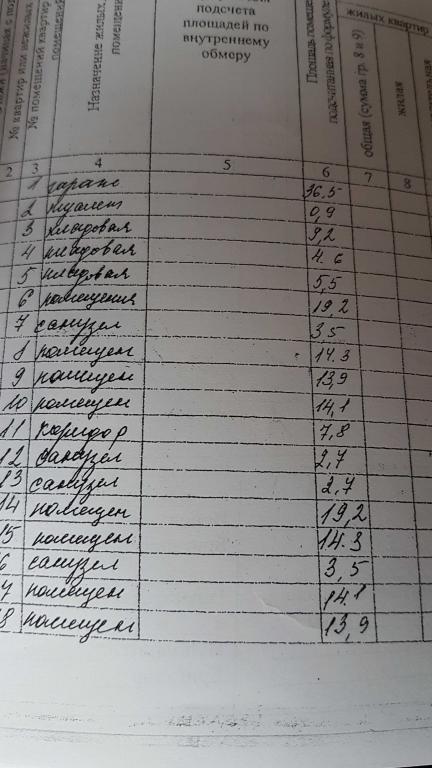 № квартир или нежилых
№ помещений квартир
Назначение жилых,
помещени
подсчета
площадей по
внутреннему
обмеру
Площадь помеще
подсчитанная по формуле
жилых квартир
общая (сумма гр. 8 и 9)
жилая
2 3 4 5 6 7 8
1 гараж 36,5
2 туалет 0,9
3 кладовая 9,2
4 кладовая 4.6
5 кладовая 5,5
6 помещения 19,2
7 санузел 3 5
8 помещен 14.3
9 помещен 13,9
10 помещен 14,1
11 коридор 7,8
12 санузел 2,7
13 санузел 2,7
14 помещен 19,2
15 помещен 14.3
6 санузел 3,5
7 помещен 14.1
8 помещен 13,9